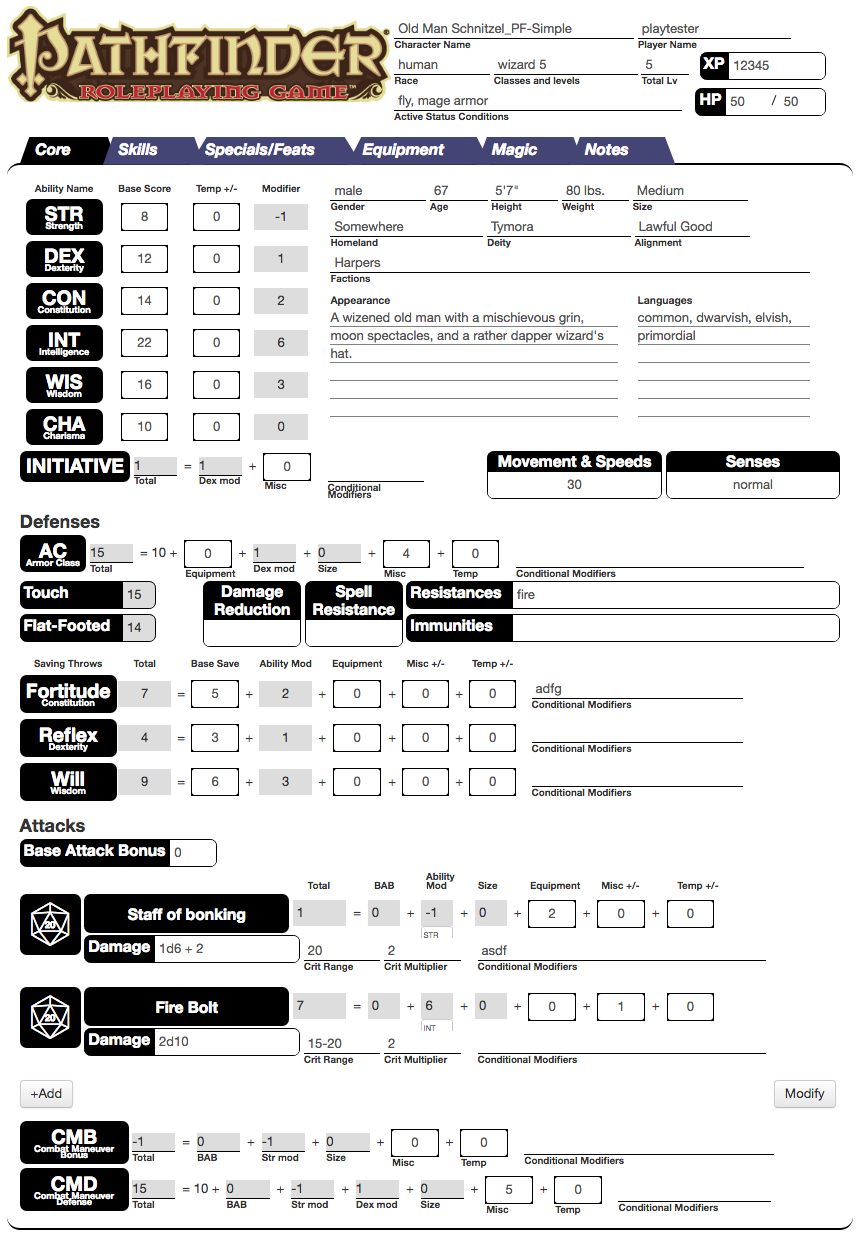 PATHFINDER
ROLEPLAYING GAME™
Old Man Schnitzel_PF-Simple playtester
Character Name Player Name
human wizard 5 5 XP 12345
Race Classes and levels Total Lv
fly, mage armor HP 50 / 50
Active Status Conditions
Core Skills Specials/Feats Equipment Magic Notes
Ability Name Base Score Temp +/- Modifier
male 67 5'7" 80 lbs. Medium
Gender Age Height Weight Size
STR Strength 8 0 -1
Somewhere Tymora Lawful Good
Homeland Deity Alignment
DEX Dexterity 12 0 1
Harpers
Factions
CON Constitution 14 0 2
Appearance Languages
A wizened old man with a mischievous grin, common, dwarvish, elvish,
moon spectacles, and a rather dapper wizard's primordial
hat.
INT Intelligence 22 0 6
WIS Wisdom 16 0 3
CHA Charisma 10 0 0
INITIATIVE 1 = 1 + 0
Total Dex mod Misc Conditional Modifiers
Movement & Speeds Senses
30 normal
Defenses
AC Armor Class 15 = 10 + 0 + 1 + 0 + 4 + 0
Total Equipment Dex mod Size Misc Temp Conditional Modifiers
Touch 15 Damage Reduction Spell Resistance Resistances fire
Flat-Footed 14 Immunities
Saving Throws Total Base Save Ability Mod Equipment Misc +/- Temp +/-
Fortitude Constitution 7 = 5 + 2 + 0 + 0 + 0 adfg
Conditional Modifiers
Reflex Dexterity 4 = 3 + 1 + 0 + 0 + 0
Conditional Modifiers
Will Wisdom 9 = 6 + 3 + 0 + 0 + 0
Conditional Modifiers
Attacks
Base Attack Bonus 0
Total BAB Ability Mod Size Equipment Misc +/- Temp +/-
20 Staff of bonking 1 = 0 + -1 + 0 + 2 + 0 + 0
STR
Damage 1d6 + 2 20 2 asdf
Crit Range Crit Multiplier Conditional Modifiers
20 Fire Bolt 7 = 0 + 6 + 0 + 0 + 1 + 0
INT
Damage 2d10 15-20 2
Crit Range Crit Multiplier Conditional Modifiers
+Add Modify
CMB Combat Maneuver Bonus -1 = 0 + -1 + 0 + 0 + 0
Total BAB Str mod Size Misc Temp Conditional Modifiers
CMD Combat Maneuver Defense 15 = 10 + 0 + -1 + 1 + 0 + 5 + 0
Total BAB Str mod Dex mod Size Misc Temp Conditional Modifiers